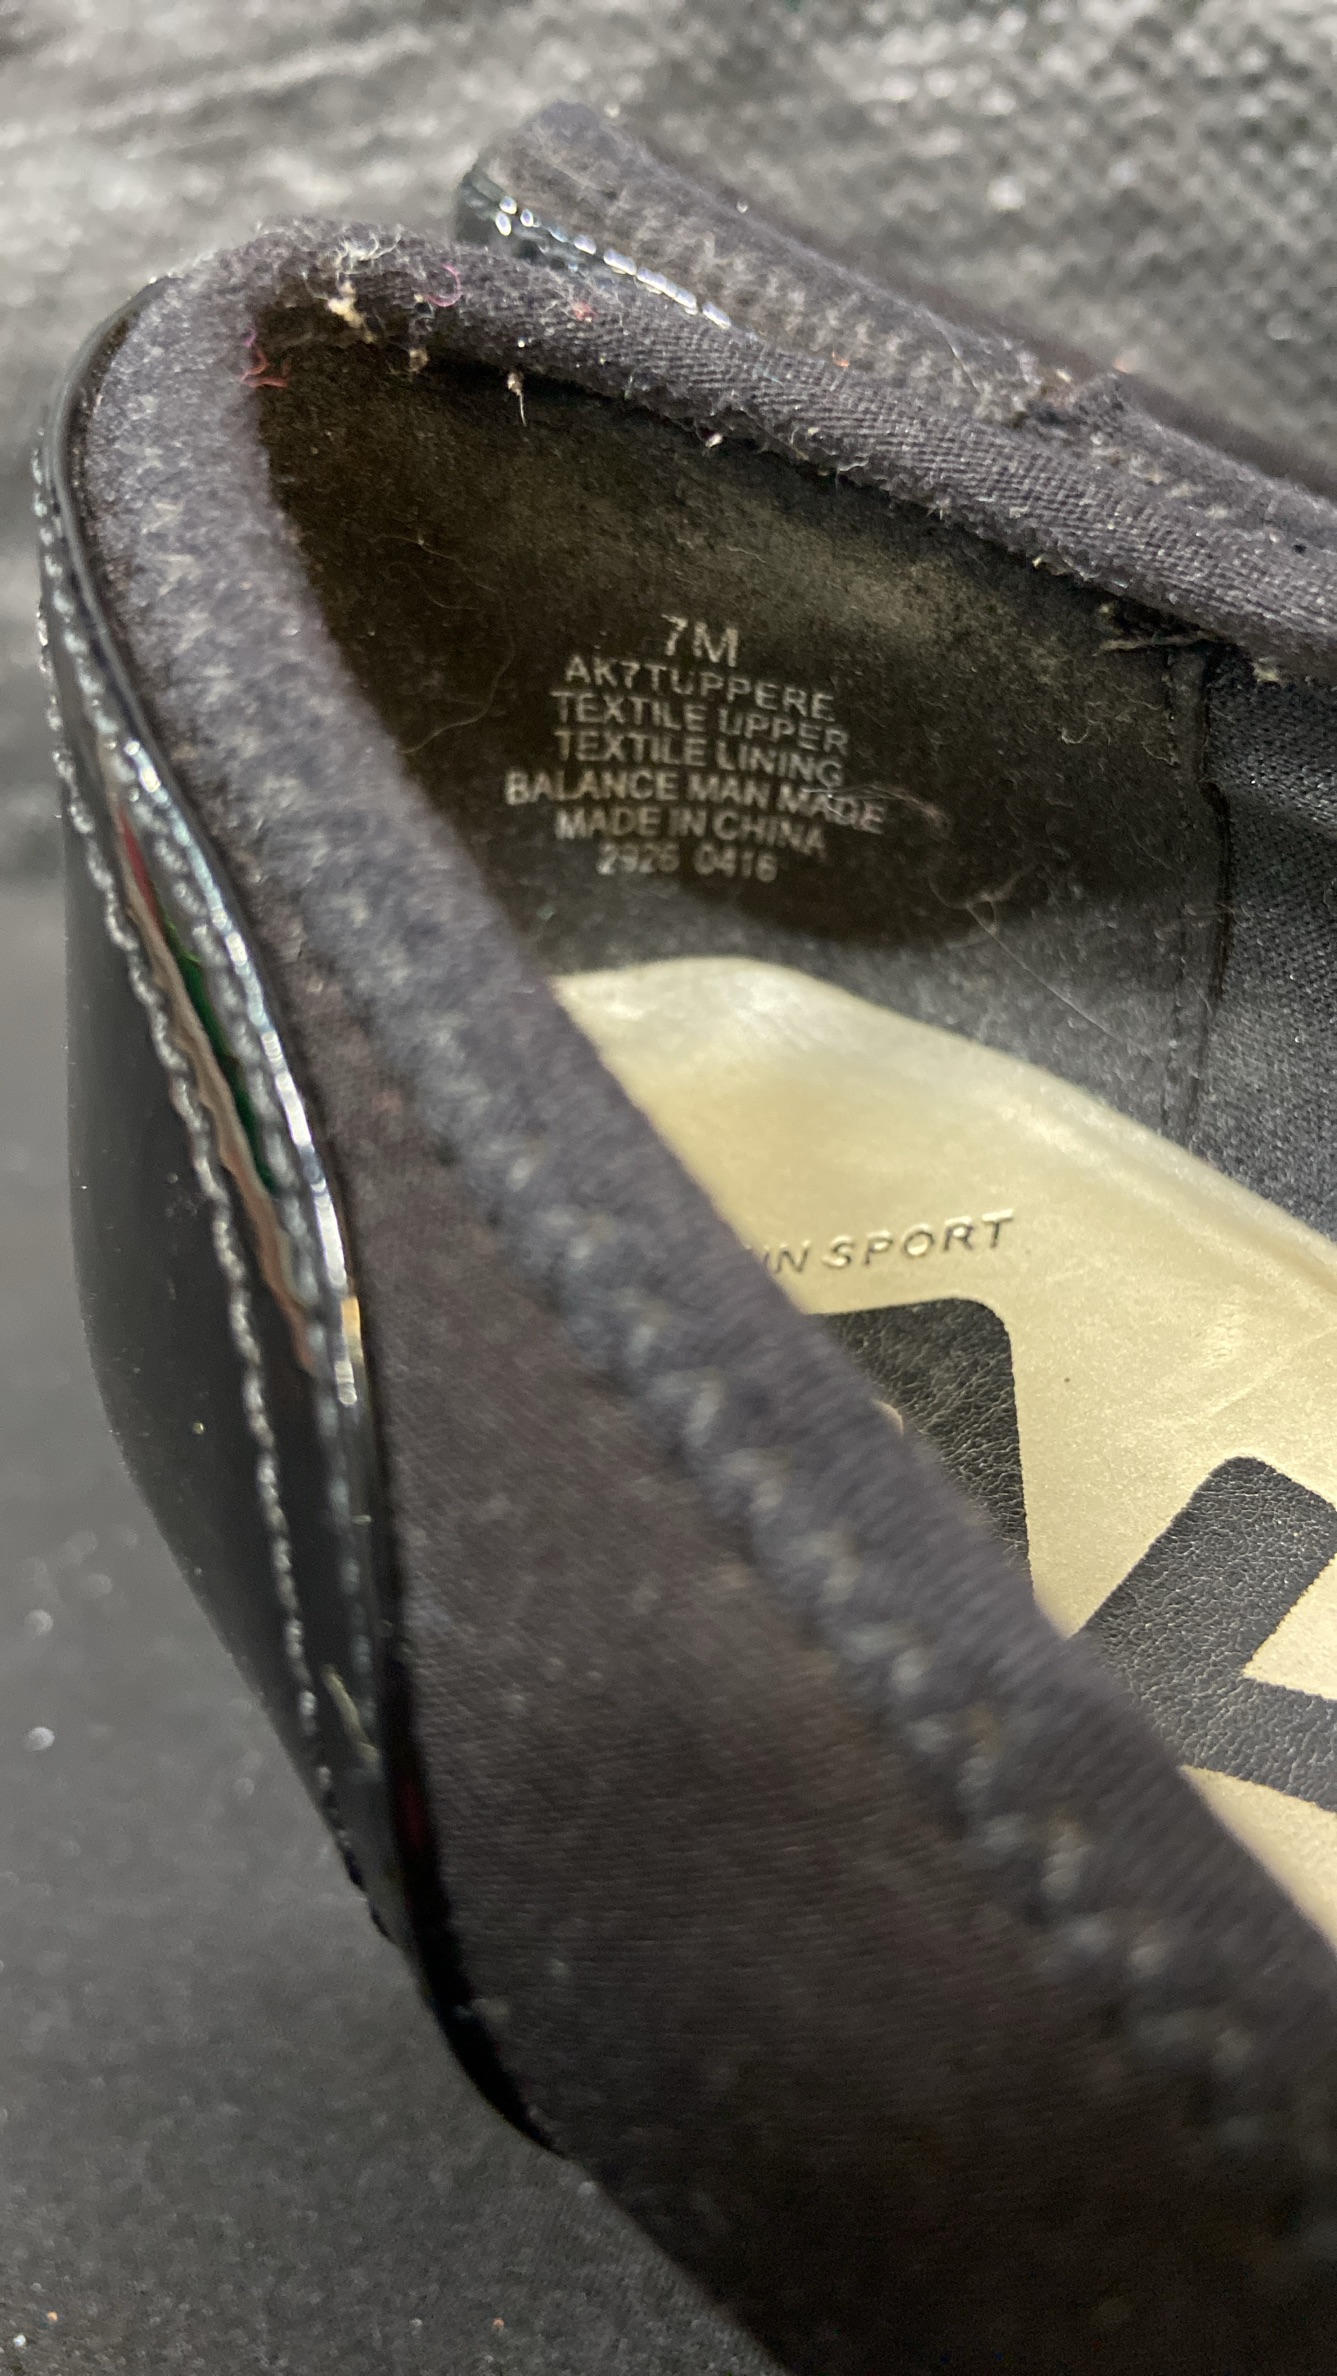 7M
AK7TUPPERE
TEXTILE UPPER
TEXTILE LINING
BALANCE MAN MADE
MADE IN CHINA
2926 0416
SPORT